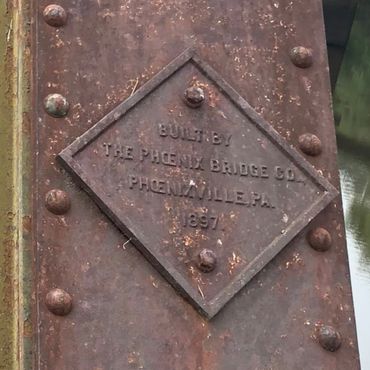 BUILT BY
THE PHŒNIX BRIDGE CO.,
PHŒNIXVILLE, PA.
1897.